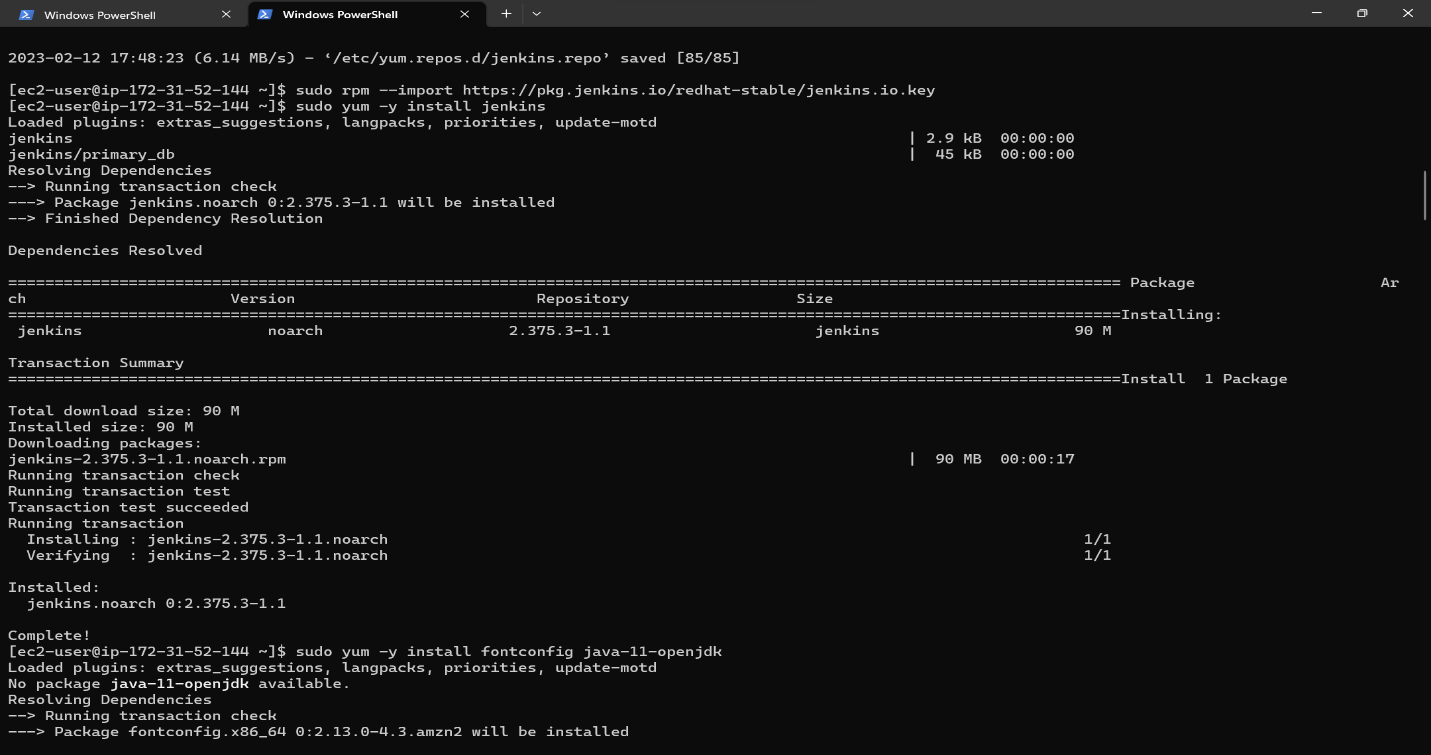 Windows PowerShell
Windows PowerShell
2023-02-12 17:48:23 (6.14 MB/s) - ‘/etc/yum.repos.d/jenkins.repo’ saved [85/85]
[ec2-user@ip-172-31-52-144 ~]$ sudo rpm --import https://pkg.jenkins.io/redhat-stable/jenkins.io.key
[ec2-user@ip-172-31-52-144 ~]$ sudo yum -y install jenkins
Loaded plugins: extras_suggestions, langpacks, priorities, update-motd
jenkins | 2.9 kB 00:00:00
jenkins/primary_db | 45 kB 00:00:00
Resolving Dependencies
--> Running transaction check
---> Package jenkins.noarch 0:2.375.3-1.1 will be installed
--> Finished Dependency Resolution
Dependencies Resolved
======================================================================================================================== Package Ar
ch Version Repository Size
========================================================================================================================Installing:
jenkins noarch 2.375.3-1.1 jenkins 90 M
Transaction Summary
========================================================================================================================Install 1 Package
Total download size: 90 M
Installed size: 90 M
Downloading packages:
jenkins-2.375.3-1.1.noarch.rpm | 90 MB 00:00:17
Running transaction check
Running transaction test
Transaction test succeeded
Running transaction
Installing : jenkins-2.375.3-1.1.noarch 1/1
Verifying : jenkins-2.375.3-1.1.noarch 1/1
Installed:
jenkins.noarch 0:2.375.3-1.1
Complete!
[ec2-user@ip-172-31-52-144 ~]$ sudo yum -y install fontconfig java-11-openjdk
Loaded plugins: extras_suggestions, langpacks, priorities, update-motd
No package java-11-openjdk available.
Resolving Dependencies
--> Running transaction check
---> Package fontconfig.x86_64 0:2.13.0-4.3.amzn2 will be installed